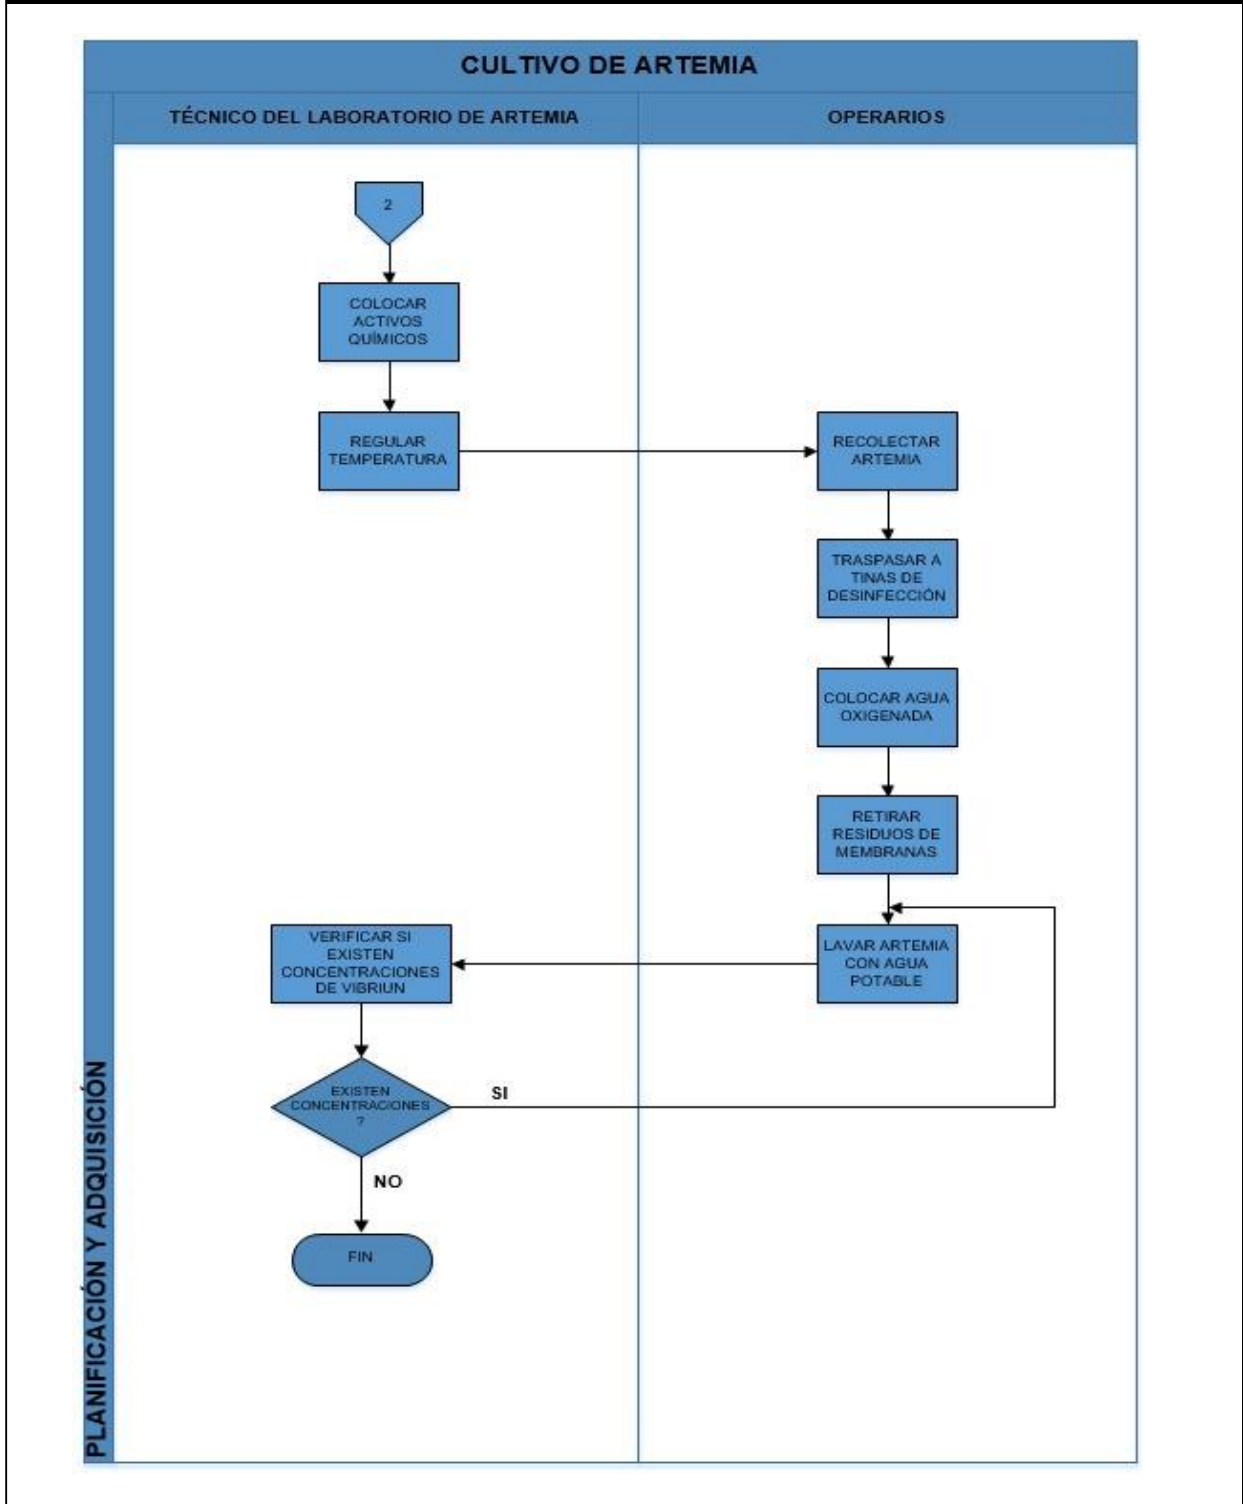 CULTIVO DE ARTEMIA
TÉCNICO DEL LABORATORIO DE ARTEMIA
OPERARIOS
PLANIFICACIÓN Y ADQUISICIÓN
2
COLOCAR
ACTIVOS
QUÍMICOS
REGULAR
TEMPERATURA
RECOLECTAR
ARTEMIA
TRASPASAR A
TINAS DE
DESINFECCIÓN
COLOCAR AGUA
OXIGENADA
RETIRAR
RESIDUOS DE
MEMBRANAS
LAVAR ARTEMIA
CON AGUA
POTABLE
VERIFICAR SI
EXISTEN
CONCENTRACIONES
DE VIBRIUN
EXISTEN
CONCENTRACIONES
?
SI
NO
FIN